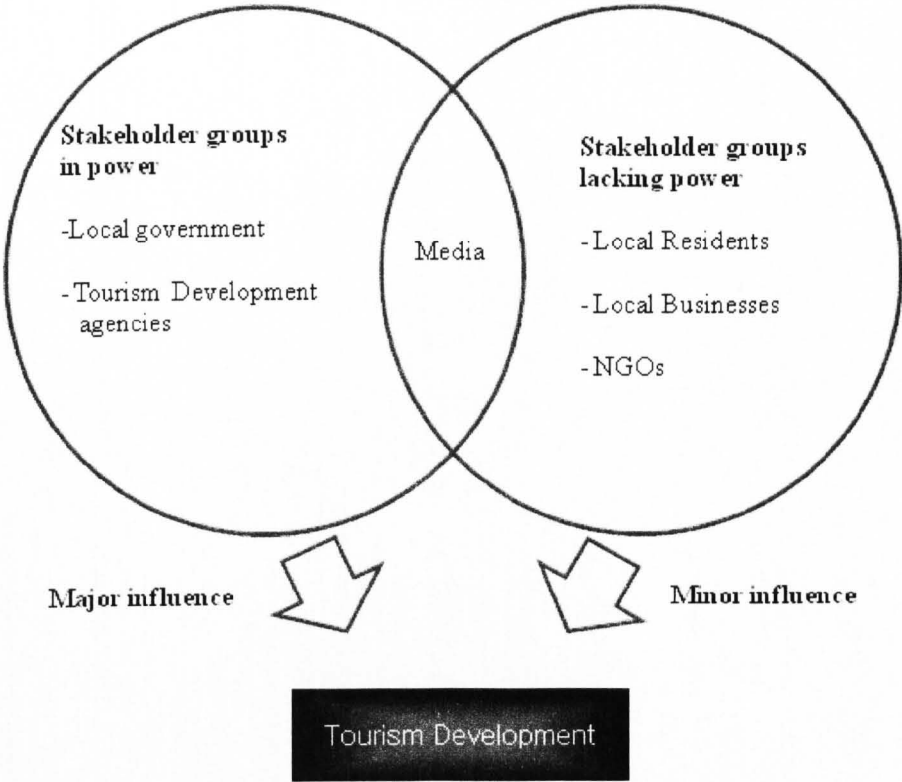 Stakeholder groups
in power
-Local government
-Tourism Development
agencies
Media
Stakeholder groups
lacking power
-Local Residents
-Local Businesses
-NGOs
Major influence
Minor influence
Tourism Development